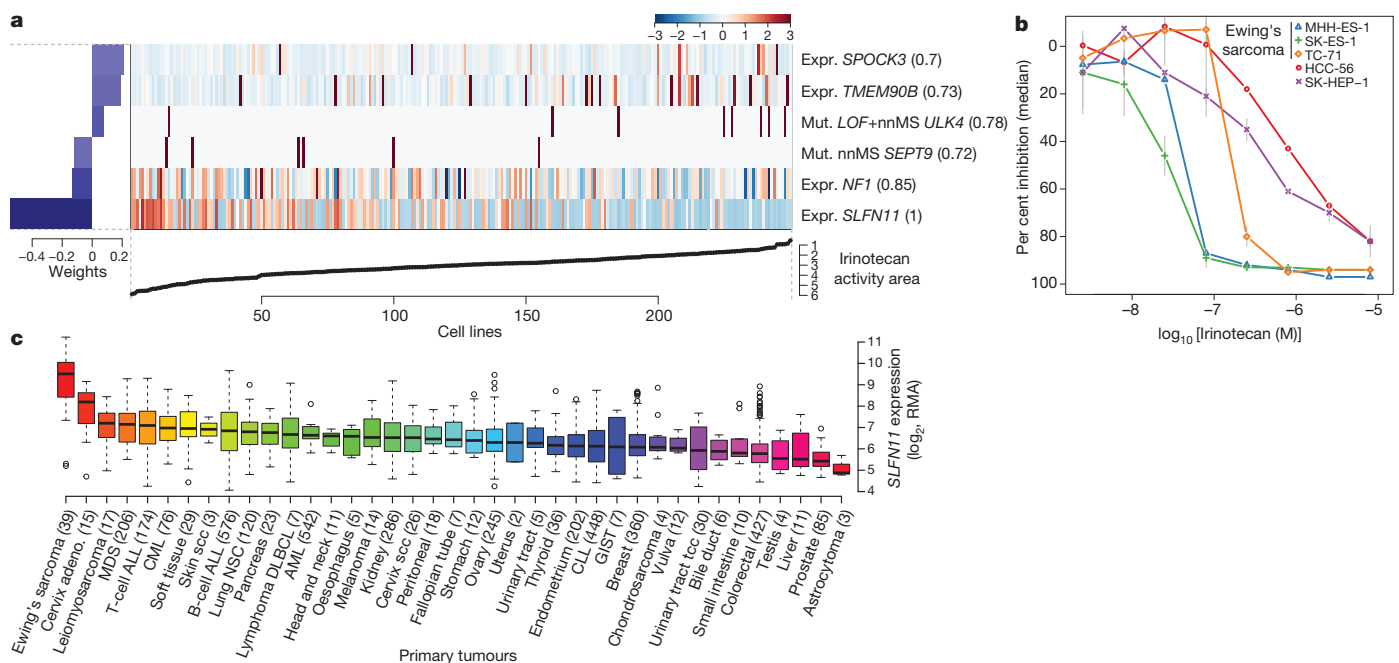 a
−3 −2 −1 0 1 2 3
Expr. SPOCK3 (0.7)
Expr. TMEM90B (0.73)
Mut. LOF+nnMS ULK4 (0.78)
Mut. nnMS SEPT9 (0.72)
Expr. NF1 (0.85)
Expr. SLFN11 (1)
−0.4 −0.2 0 0.2
Weights
1
2
3
4
5
6
Irinotecan
activity area
50 100 150 200
Cell lines
b
0
20
40
60
80
100
Per cent inhibition (median)
Ewing's
sarcoma
MHH-ES-1
SK-ES-1
TC-71
HCC-56
SK-HEP-1
−8 −7 −6 −5
log10 [Irinotecan (M)]
c
11
10
9
8
7
6
5
4
SLFN11 expression
(log2, RMA)
Ewing's sarcoma (39)
Cervix adeno. (15)
Leiomyosarcoma (17)
MDS (206)
T-cell ALL (174)
CML (76)
Soft tissue (29)
Skin scc (3)
B-cell ALL (576)
Lung NSC (120)
Pancreas (23)
Lymphoma DLBCL (7)
AML (542)
Head and neck (11)
Oesophagus (5)
Melanoma (14)
Kidney (286)
Cervix scc (26)
Peritoneal (18)
Fallopian tube (7)
Stomach (12)
Ovary (245)
Uterus (2)
Urinary tract (5)
Thyroid (36)
Endometrium (202)
CLL (448)
GIST (7)
Breast (360)
Chondrosarcoma (4)
Vulva (12)
Urinary tract tcc (30)
Bile duct (6)
Small intestine (10)
Colorectal (427)
Testis (4)
Liver (11)
Prostate (85)
Astrocytoma (3)
Primary tumours